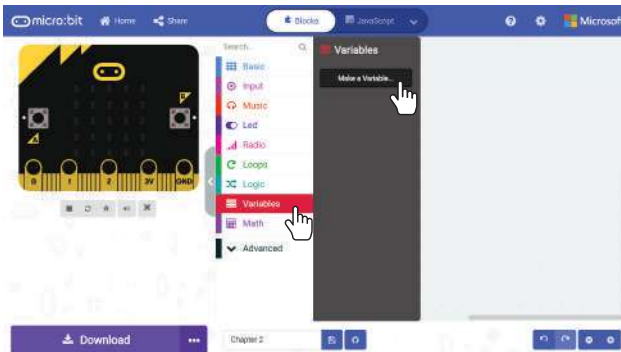 micro:bit Home Share Blocks JavaScript Microsoft
Search...
Basic
Input
Music
Led
Radio
Loops
Logic
Variables
Math
Advanced
Variables
Make a Variable...
A
B
0 1 2 3V GND
Download ... Chapter 2